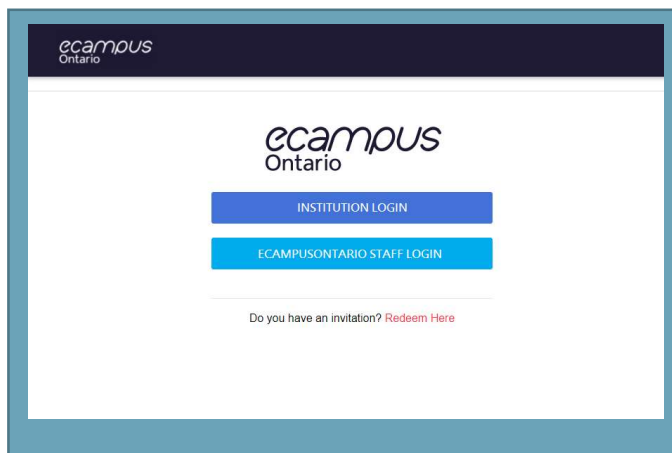 ecampus
Ontario
ecampus
Ontario
INSTITUTION LOGIN
ECAMPUSONTARIO STAFF LOGIN
Do you have an invitation? Redeem Here